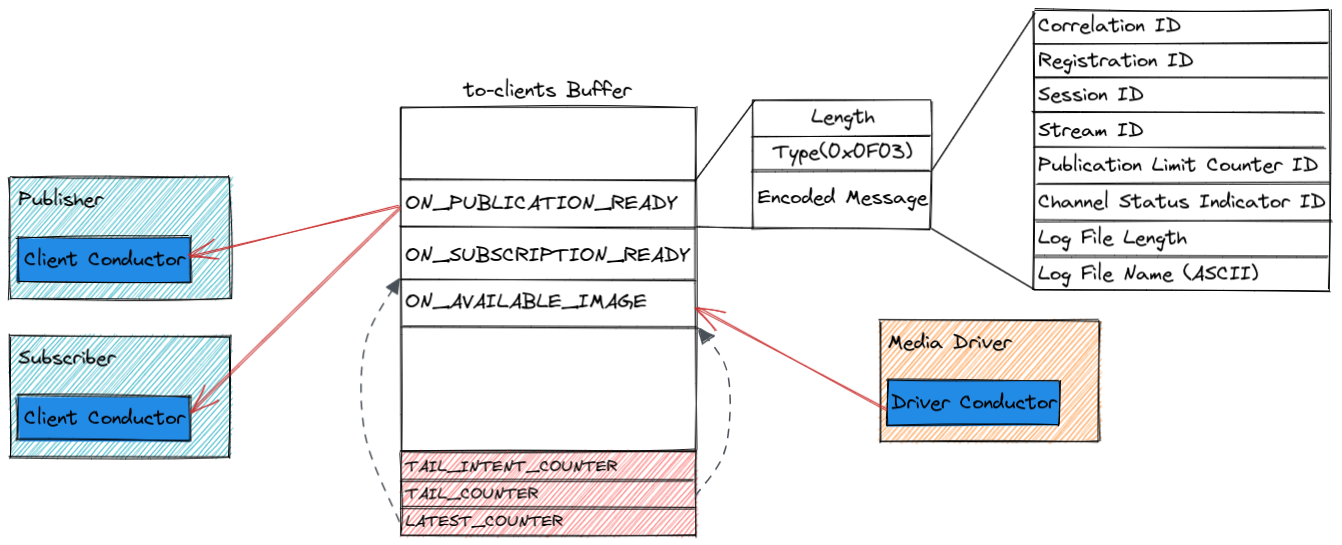 to-clients Buffer
ON_PUBLICATION_READY
ON_SUBSCRIPTION_READY
ON_AVAILABLE_IMAGE
TAIL_INTENT_COUNTER
TAIL_COUNTER
LATEST_COUNTER
Publisher
Client Conductor
Subscriber
Client Conductor
Length
Type(0x0F03)
Encoded Message
Correlation ID
Registration ID
Session ID
Stream ID
Publication Limit Counter ID
Channel Status Indicator ID
Log File Length
Log File Name (ASCII)
Media Driver
Driver Conductor